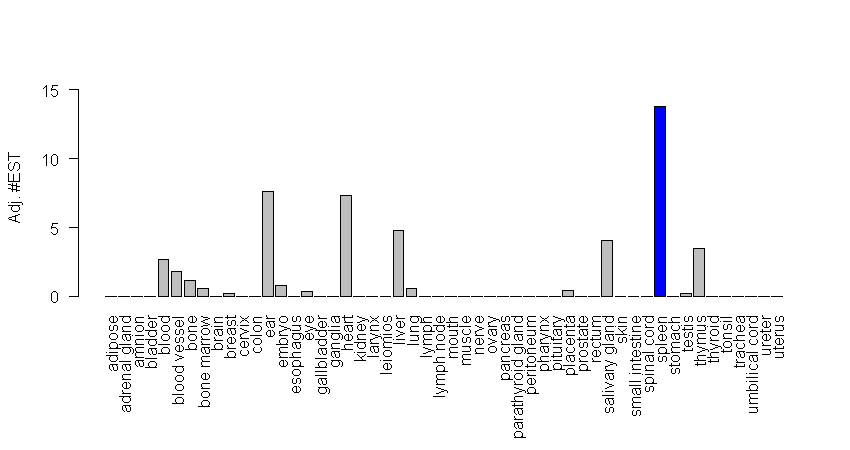 15
10
5
0
Adj. #EST
adipose
adrenal gland
amnion
bladder
blood
blood vessel
bone
bone marrow
brain
breast
cervix
colon
ear
embryo
esophagus
eye
gallbladder
ganglia
heart
kidney
larynx
leiomios
liver
lung
lymph
lymph node
mouth
muscle
nerve
ovary
pancreas
parathyroid gland
peritoneum
pharynx
pituitary
placenta
prostate
rectum
salivary gland
skin
small intestine
spinal cord
spleen
stomach
testis
thymus
thyroid
tonsil
trachea
umbilical cord
ureter
uterus